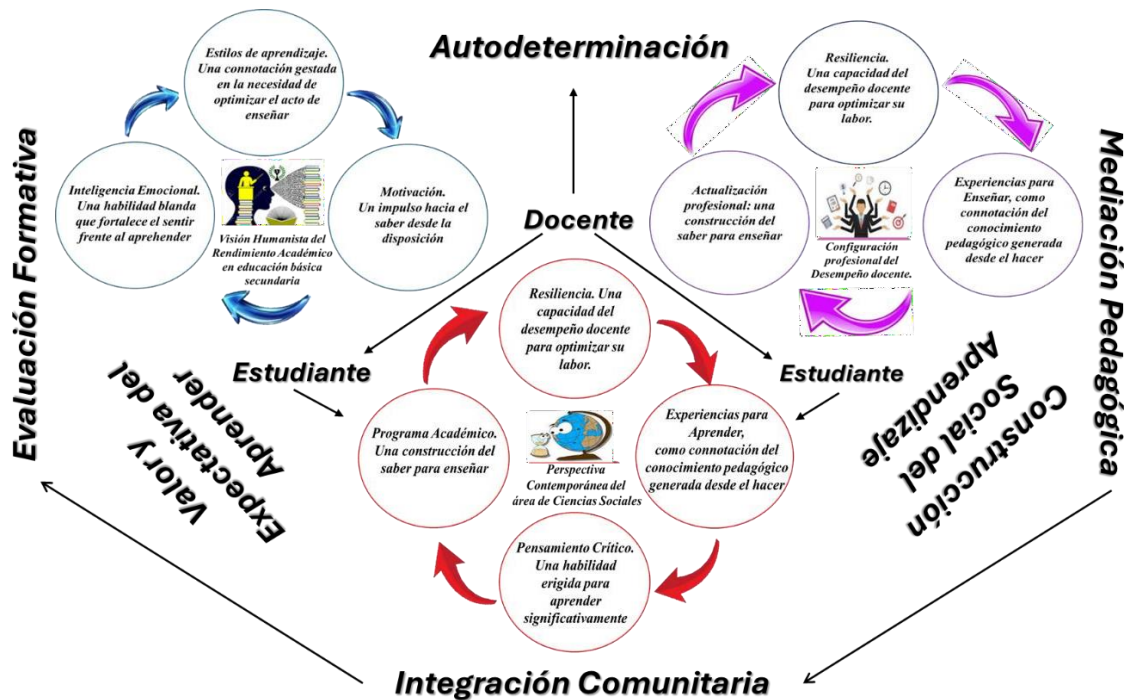 Autodeterminación
Estilos de aprendizaje.
Una connotación gestada
en la necesidad de
optimizar el acto de
enseñar
Inteligencia Emocional.
Una habilidad blanda
que fortalece el sentir
frente al aprehender
Motivación.
Un impulso hacia el
saber desde la
disposición
Visión Humanista del
Rendimiento Académico
en educación básica
secundaria
Resiliencia.
Una capacidad del
desempeño docente
para optimizar su
labor.
Actualización
profesional: una
construcción del
saber para enseñar
Experiencias para
Enseñar, como
connotación del
conocimiento
pedagógico generada
desde el hacer
Configuración
profesional del
Desempeño docente.
Evaluación Formativa
Mediación Pedagógica
Docente
Estudiante
Estudiante
Valor y
Expectativa del
Aprender
Construcción
Social del
Aprendizaje
Resiliencia. Una
capacidad del
desempeño docente
para optimizar su
labor.
Programa Académico.
Una construcción del
saber para enseñar
Experiencias para
Aprender,
como connotación del
conocimiento pedagógico
generada desde el hacer
Perspectiva
Contemporánea del
área de Ciencias Sociales
Pensamiento Crítico.
Una habilidad
erigida para
aprender
significativamente
Integración Comunitaria